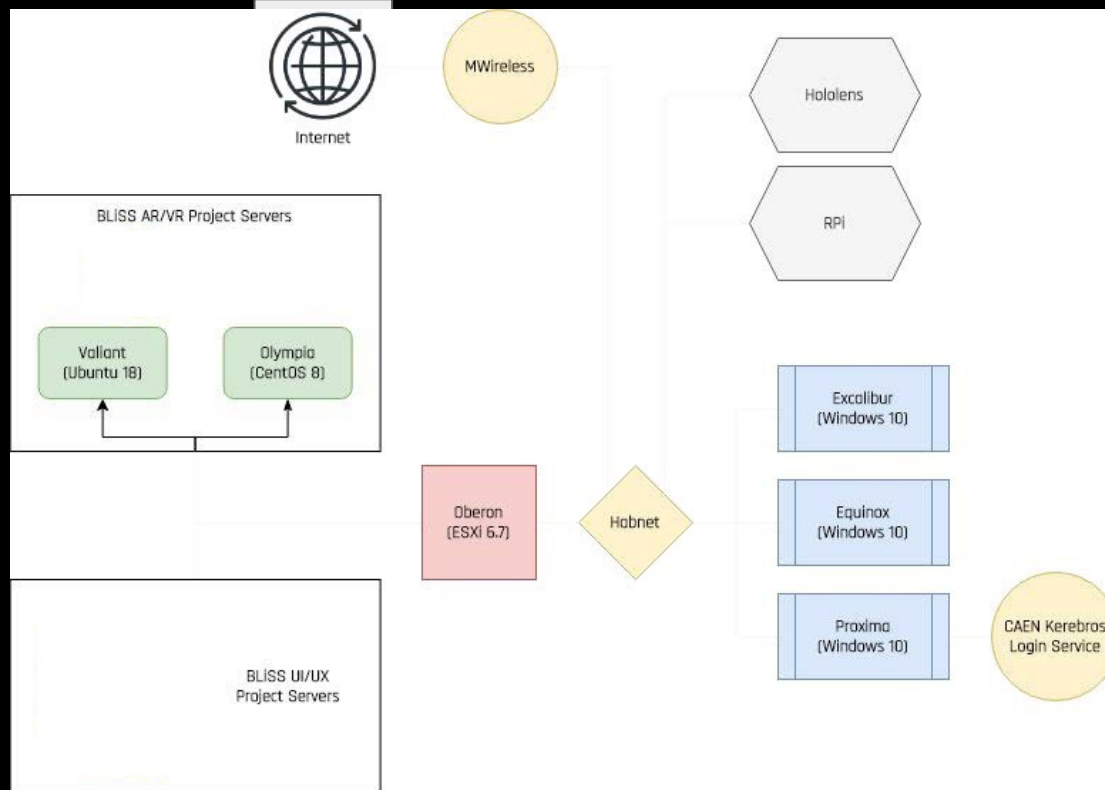 MWireless
Internet
Hololens
BLiSS AR/VR Project Servers
RPi
Valiant
(Ubuntu 18)
Olympia
(CentOS 8)
Excalibur
(Windows 10)
Oberon
(ESXi 6.7)
Habnet
Equinox
(Windows 10)
Proxima
(Windows 10)
CAEN Kerebros
Login Service
BLiSS UI/UX
Project Servers